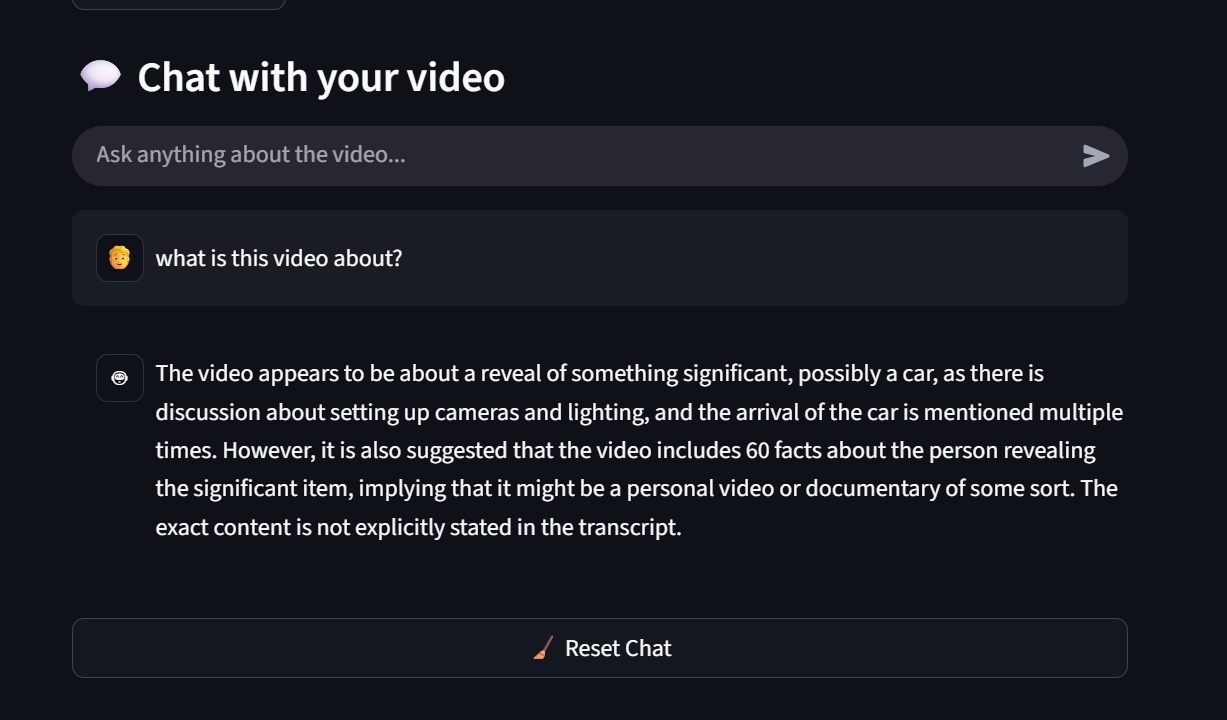 Chat with your video
Ask anything about the video...
what is this video about?
The video appears to be about a reveal of something significant, possibly a car, as there is
discussion about setting up cameras and lighting, and the arrival of the car is mentioned multiple
times. However, it is also suggested that the video includes 60 facts about the person revealing
the significant item, implying that it might be a personal video or documentary of some sort. The
exact content is not explicitly stated in the transcript.
Reset Chat